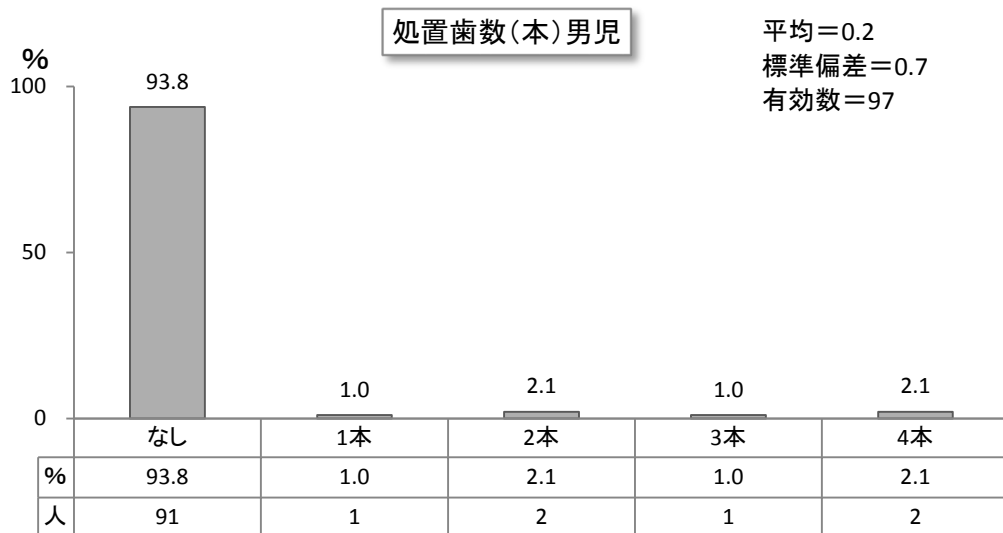 処置歯数(本)男児
平均＝0.2
標準偏差＝0.7
有効数＝97
%
100
50
0
93.8
1.0
2.1
1.0
2.1
なし 1本 2本 3本 4本
% 93.8 1.0 2.1 1.0 2.1
人 91 1 2 1 2